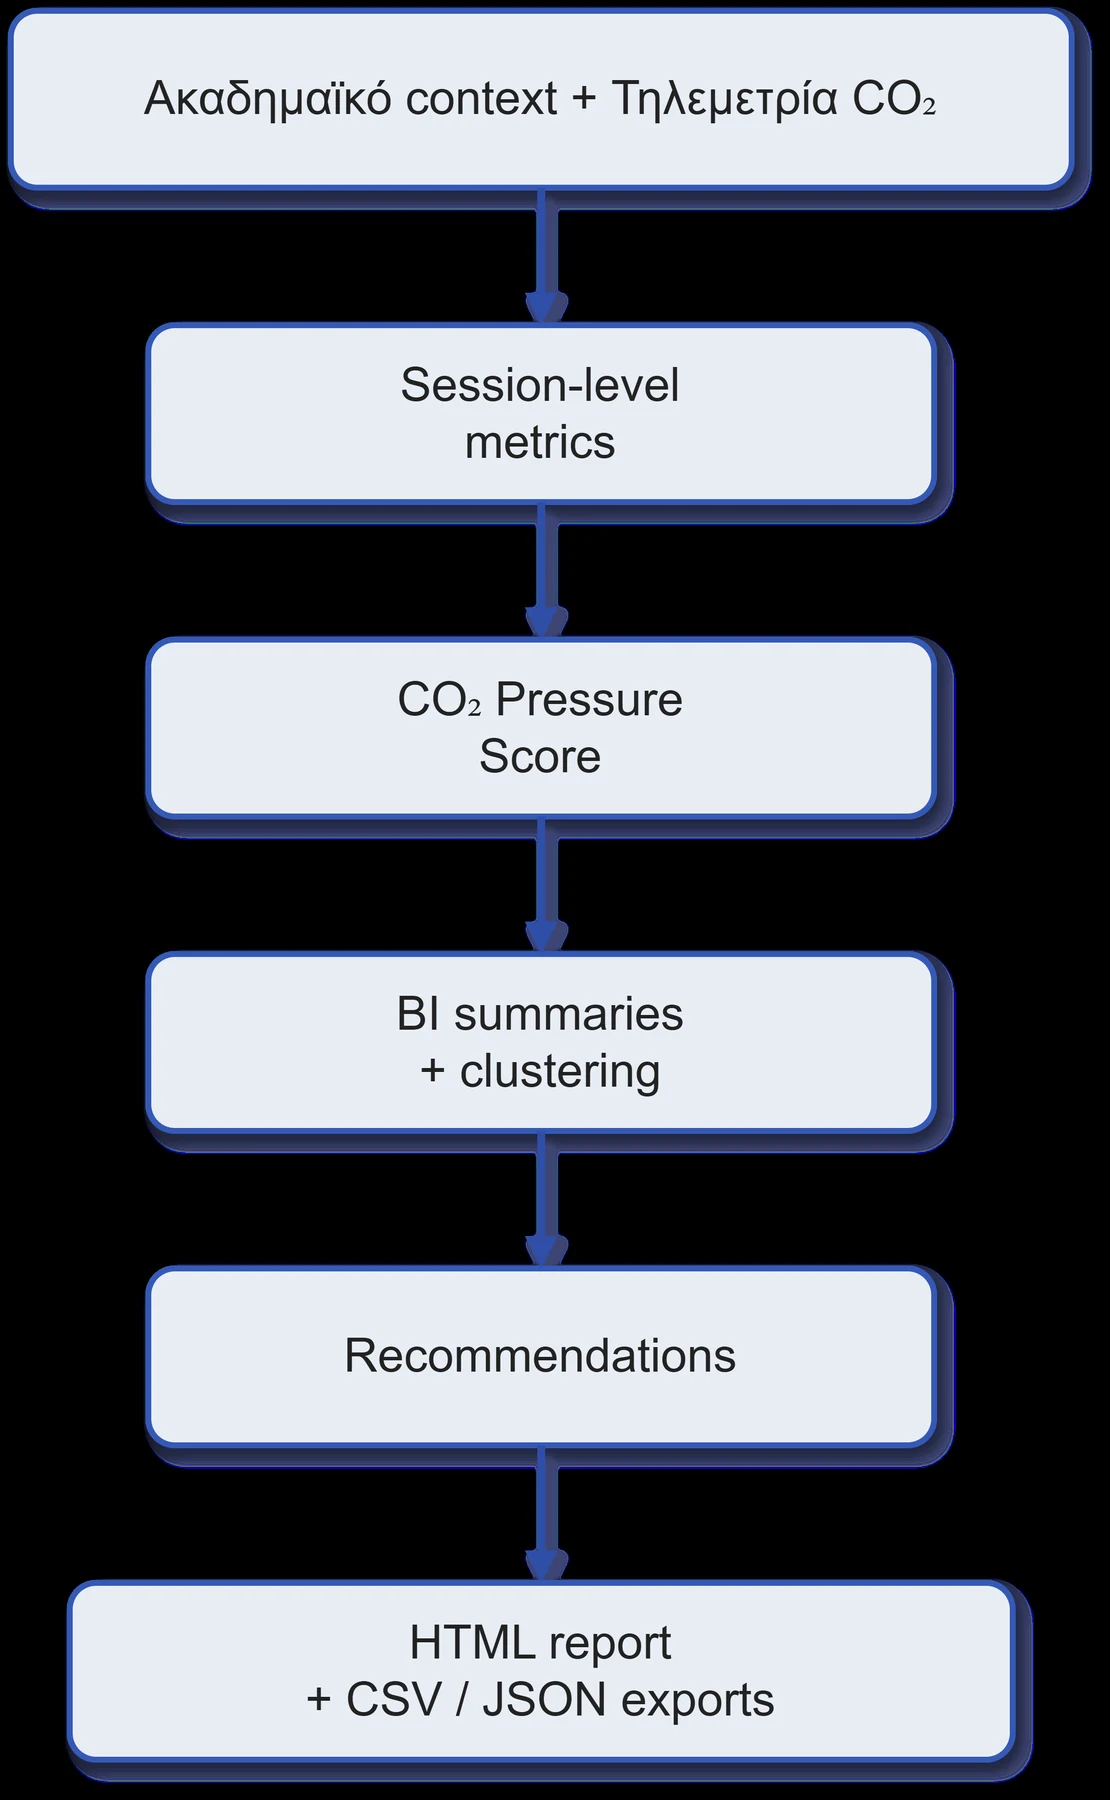 Ακαδημαϊκό context + Τηλεμετρία CO₂
Session-level
metrics
CO₂ Pressure
Score
BI summaries
+ clustering
Recommendations
HTML report
+ CSV / JSON exports